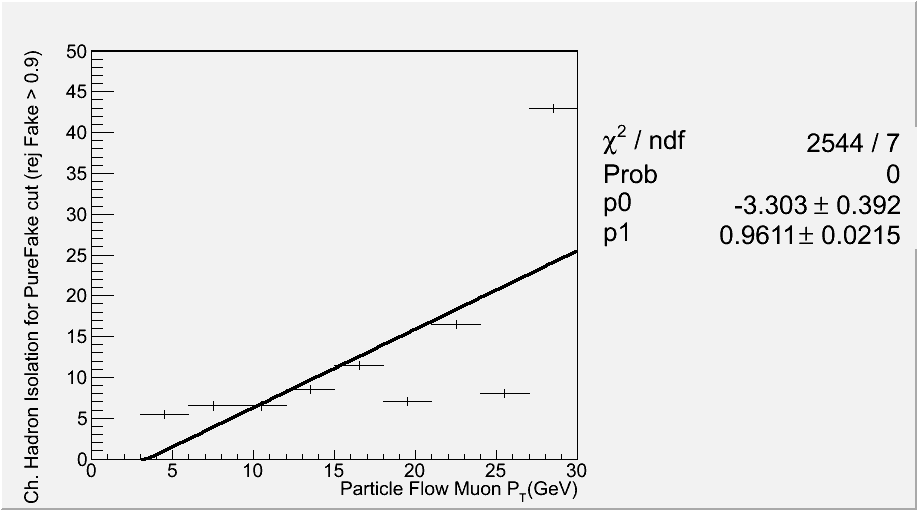 Ch. Hadron Isolation for PureFake cut (rej Fake > 0.9)
50
45
40
35
30
25
20
15
10
5
0
0 5 10 15 20 25 30
Particle Flow Muon P_T(GeV)
χ² / ndf 2544 / 7
Prob 0
p0 -3.303 ± 0.392
p1 0.9611± 0.0215